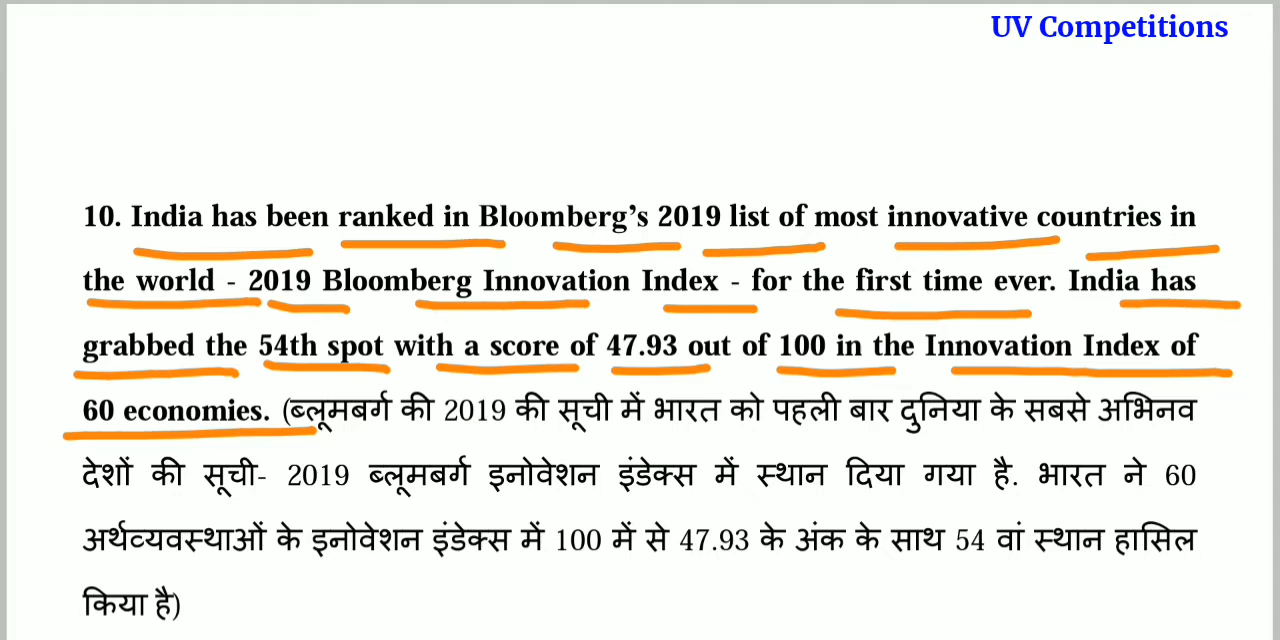 UV Competitions
10. India has been ranked in Bloomberg’s 2019 list of most innovative countries in
the world - 2019 Bloomberg Innovation Index - for the first time ever. India has
grabbed the 54th spot with a score of 47.93 out of 100 in the Innovation Index of
60 economies. (ब्लूमबर्ग की 2019 की सूची में भारत को पहली बार दुनिया के सबसे अभिनव
देशों की सूची- 2019 ब्लूमबर्ग इनोवेशन इंडेक्स में स्थान दिया गया है. भारत ने 60
अर्थव्यवस्थाओं के इनोवेशन इंडेक्स में 100 में से 47.93 के अंक के साथ 54 वां स्थान हासिल
किया है)